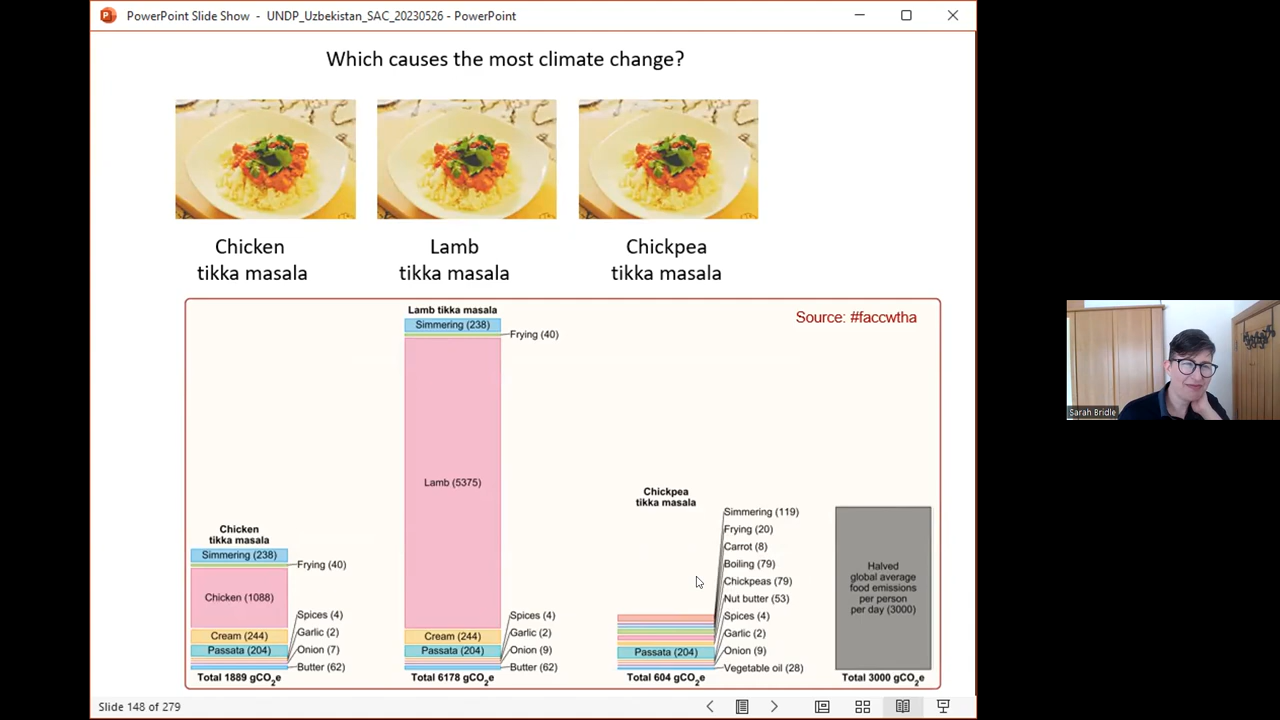 PowerPoint Slide Show - UNDP_Uzbekistan_SAC_20230526 - PowerPoint
Which causes the most climate change?
Chicken
tikka masala
Lamb
tikka masala
Chickpea
tikka masala
Source: #faccwtha
Chicken
tikka masala
Simmering (238)
Frying (40)
Chicken (1088)
Cream (244)
Passata (204)
Spices (4)
Garlic (2)
Onion (7)
Butter (62)
Total 1889 gCO2e
Lamb tikka masala
Simmering (238)
Frying (40)
Lamb (5375)
Cream (244)
Passata (204)
Spices (4)
Garlic (2)
Onion (9)
Butter (62)
Total 6178 gCO2e
Chickpea
tikka masala
Simmering (119)
Frying (20)
Carrot (8)
Boiling (79)
Chickpeas (79)
Nut butter (53)
Spices (4)
Garlic (2)
Onion (9)
Vegetable oil (28)
Passata (204)
Total 604 gCO2e
Halved
global average
food emissions
per person
per day (3000)
Total 3000 gCO2e
Slide 148 of 279
Sarah Bridle